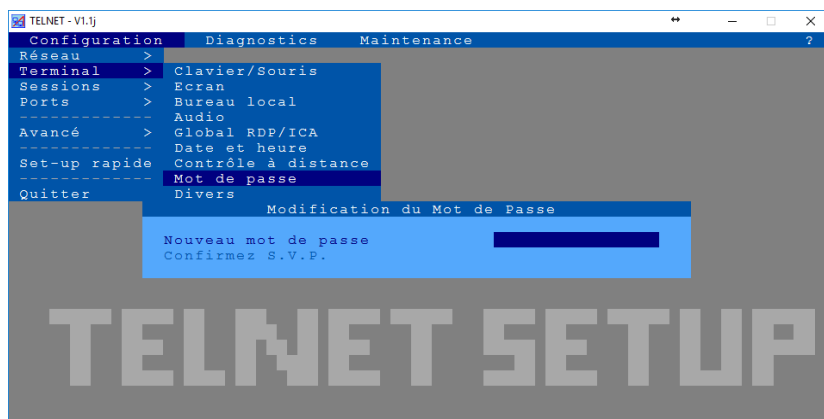 TELNET - V1.1j
Configuration Diagnostics Maintenance ?
Réseau >
Terminal > Clavier/Souris
Sessions > Ecran
Ports > Bureau local
------------- Audio
Avancé > Global RDP/ICA
------------- Date et heure
Set-up rapide Contrôle à distance
------------- Mot de passe
Quitter Divers
Modification du Mot de Passe
Nouveau mot de passe
Confirmez S.V.P.
TELNET SETUP